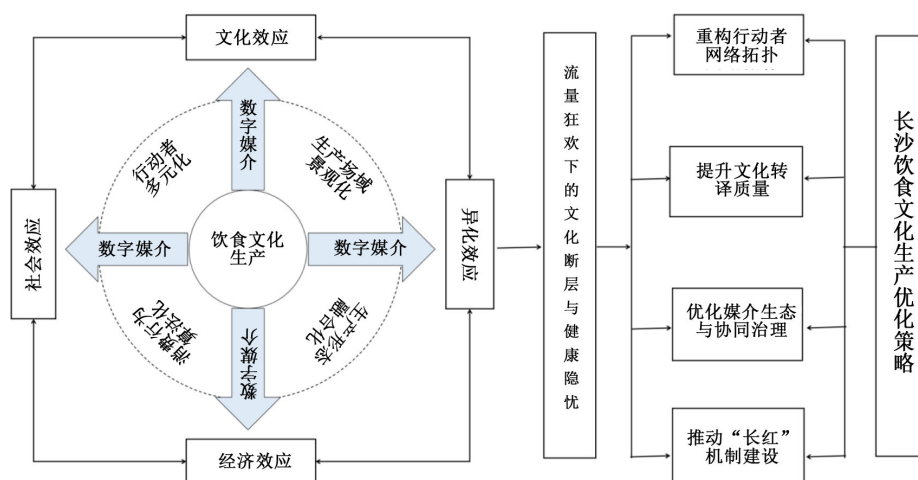 文化效应
数字媒介
行动者
多元化
生产场域
景观化
社会效应
数字媒介
饮食文化
生产
数字媒介
异化效应
消费行为
算法化
数字媒介
生产形态
融合化
经济效应
流量狂欢下的文化断层与健康隐忧
重构行动者
网络拓扑
提升文化转
译质量
优化媒介生态
与协同治理
推动“长红”
机制建设
长沙饮食文化生产优化策略